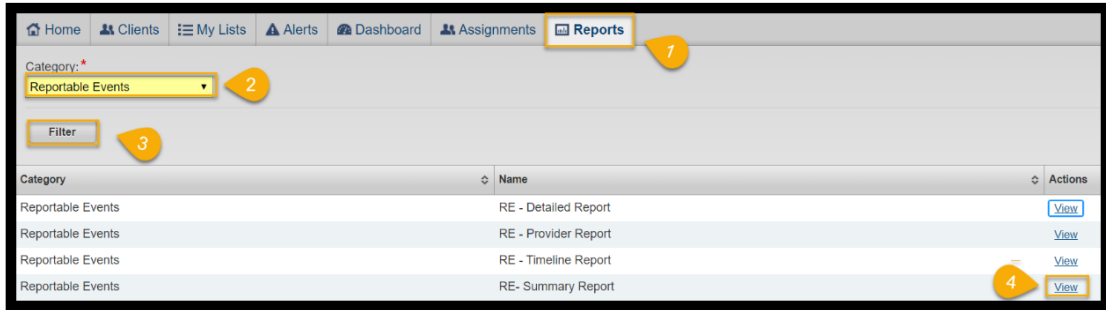 Home Clients My Lists Alerts Dashboard Assignments Reports
1
Category:*
Reportable Events 2
Filter 3
Category Name Actions
Reportable Events RE - Detailed Report View
Reportable Events RE - Provider Report View
Reportable Events RE - Timeline Report View
Reportable Events RE- Summary Report 4 View